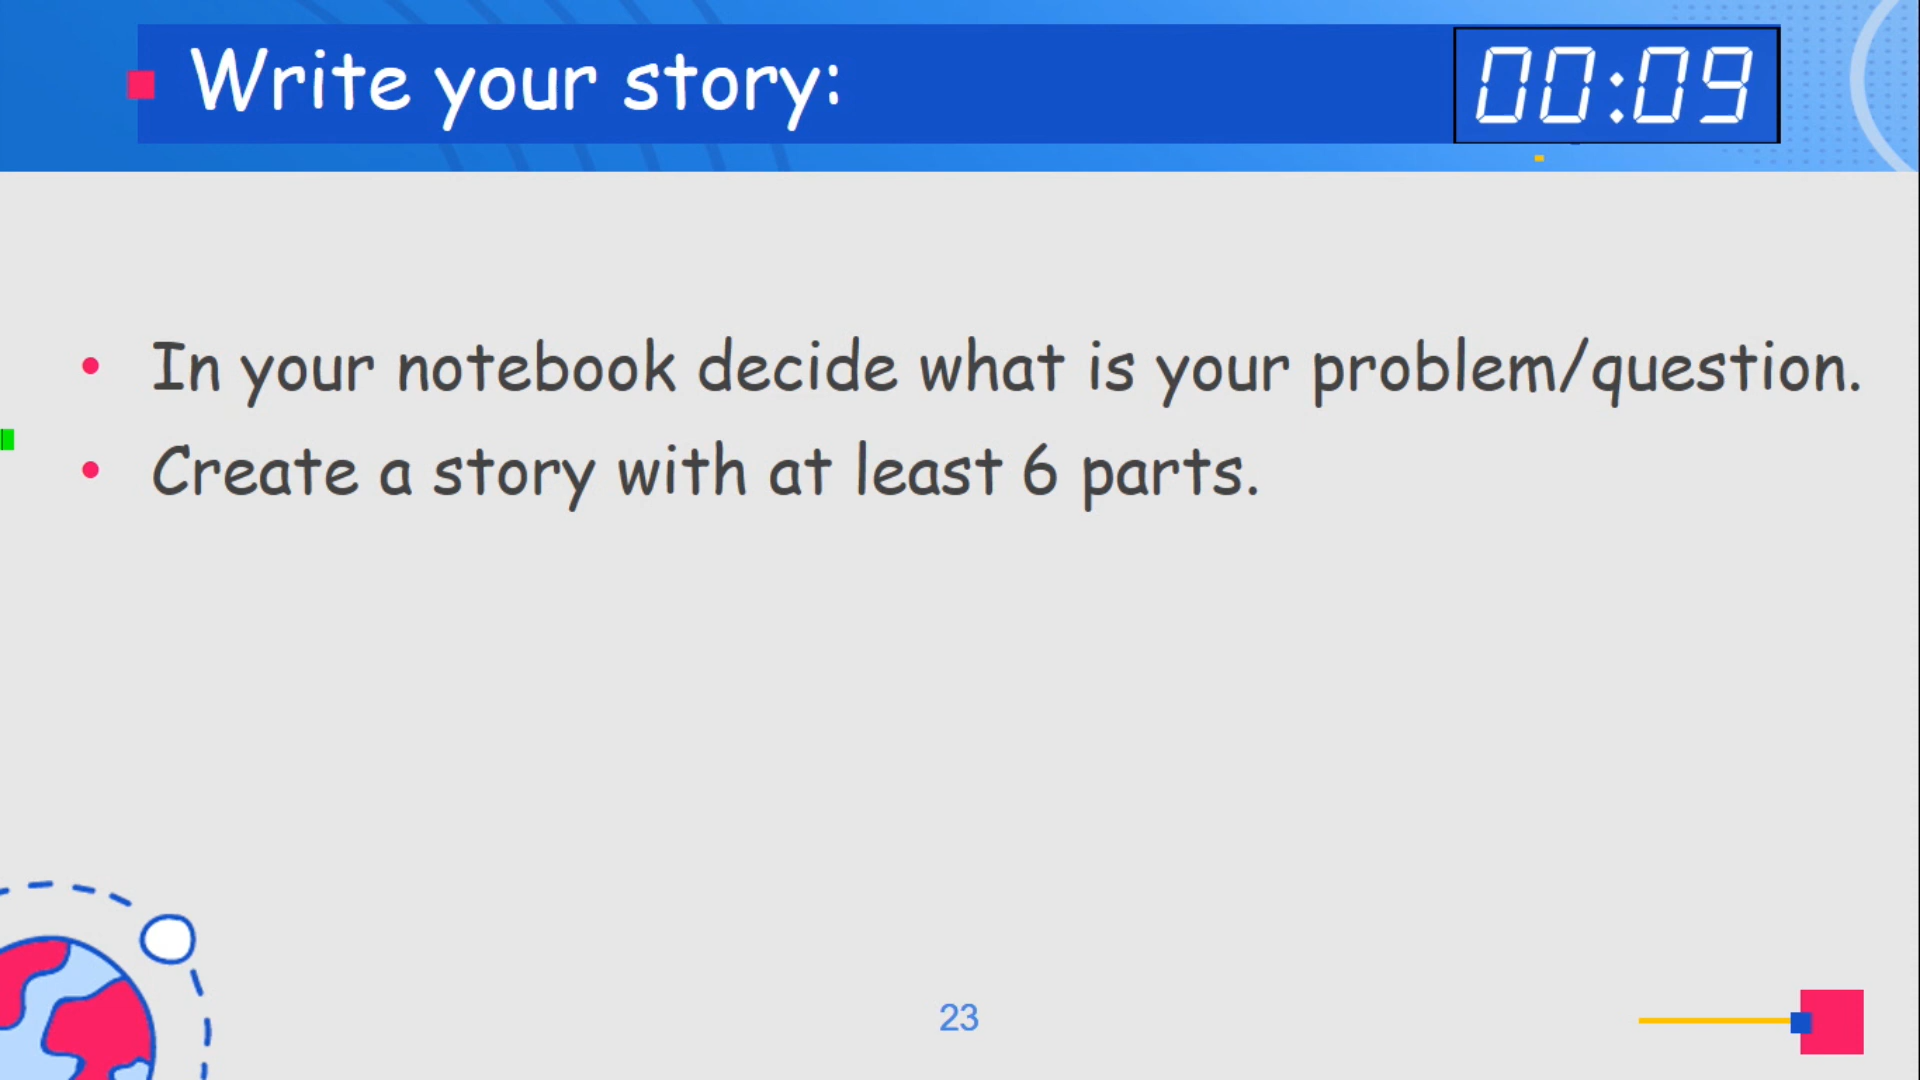 Write your story:
00:09
In your notebook decide what is your problem/question.
Create a story with at least 6 parts.
23